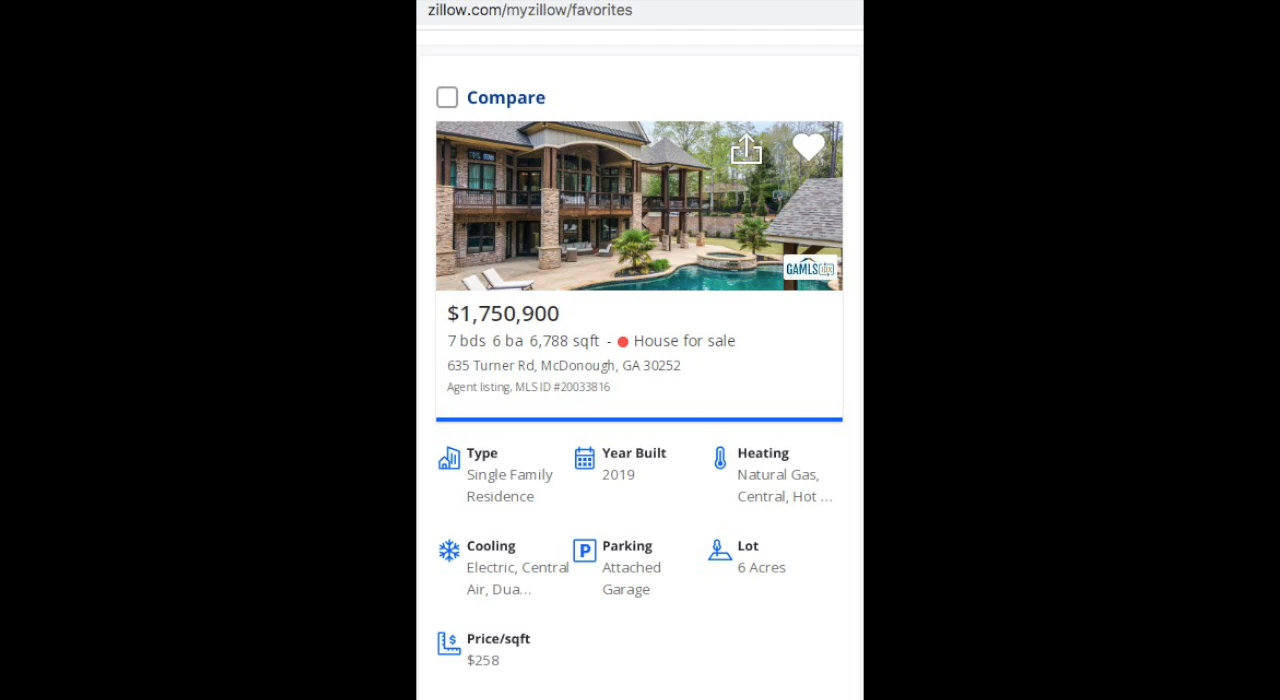 zillow.com/myzillow/favorites
Compare
GAMLS IDX
$1,750,900
7 bds 6 ba 6,788 sqft - House for sale
635 Turner Rd, McDonough, GA 30252
Agent listing, MLS ID #20033816
Type
Single Family
Residence
Year Built
2019
Heating
Natural Gas,
Central, Hot ...
Cooling
Electric, Central
Air, Dua...
P
Parking
Attached
Garage
Lot
6 Acres
$
Price/sqft
$258